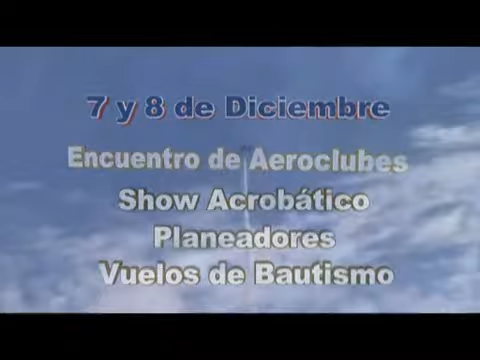 7 y 8 de Diciembre
Encuentro de Aeroclubes
Show Acrobático
Planeadores
Vuelos de Bautismo